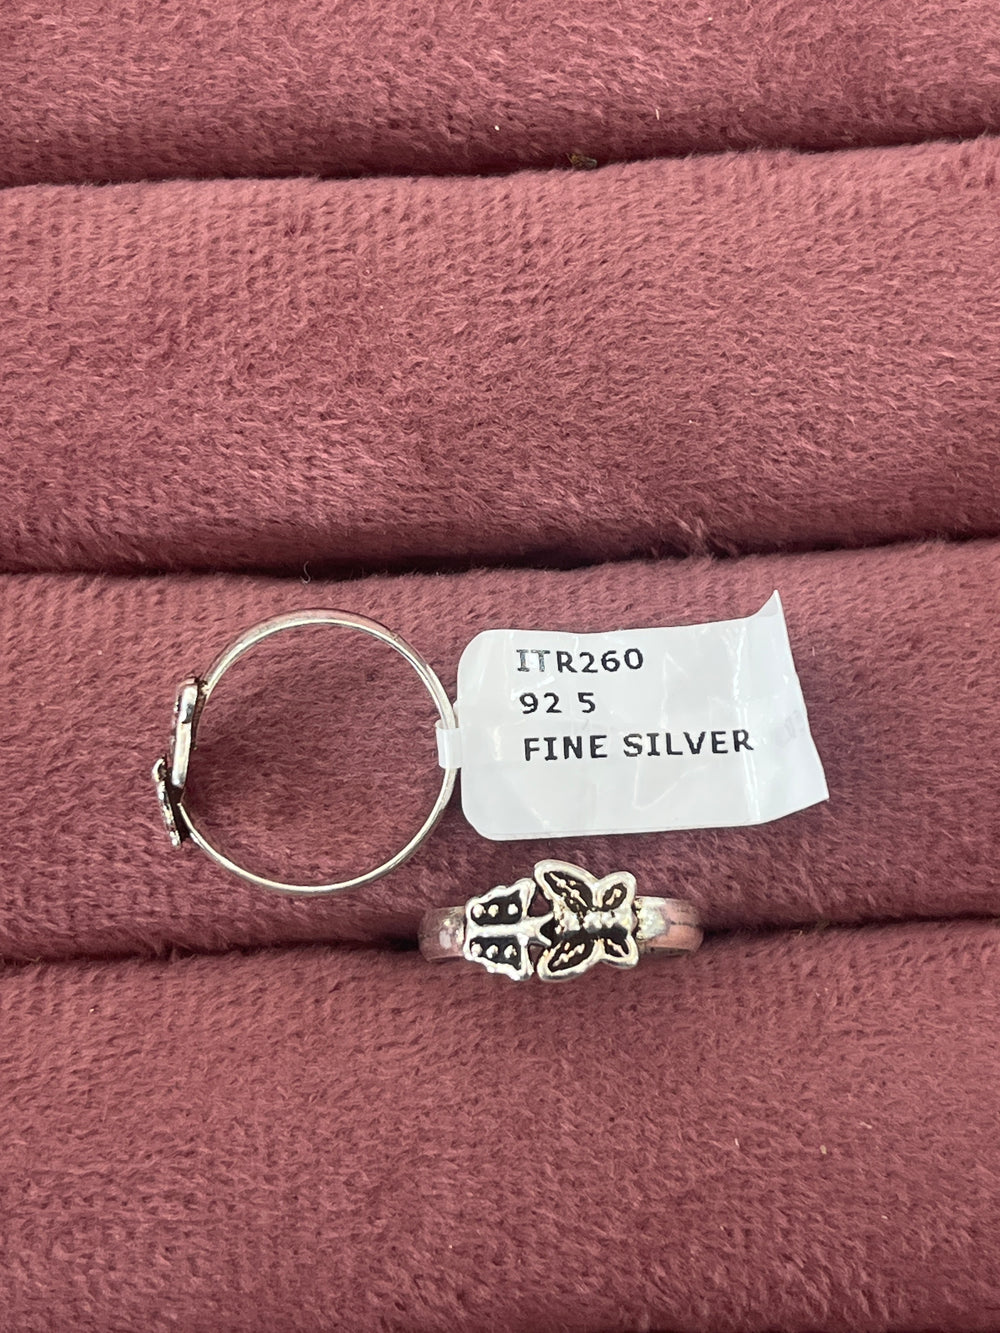 ITR260
92 5
FINE SILVER